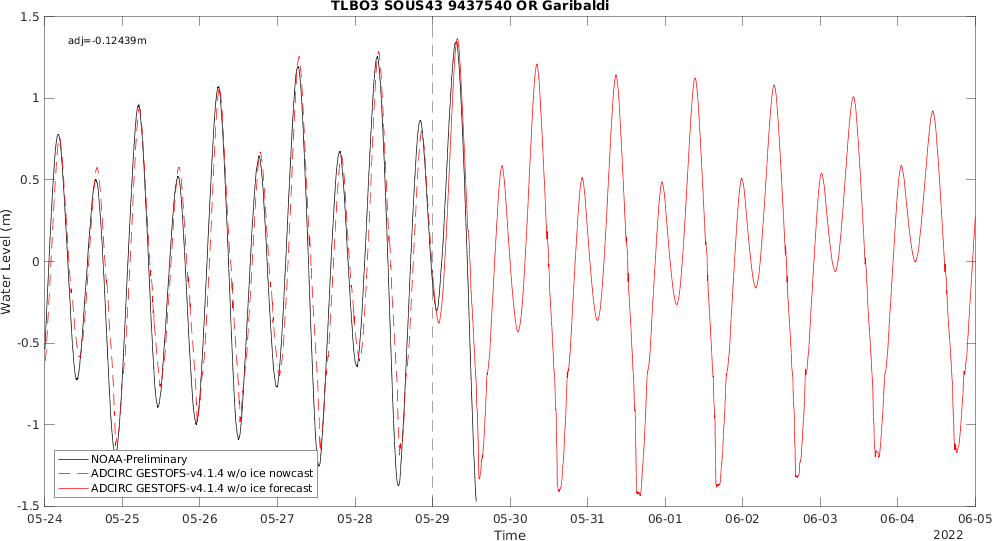 TLBO3 SOUS43 9437540 OR Garibaldi
adj=-0.12439m
1.5
1
0.5
0
-0.5
-1
-1.5
Water Level (m)
NOAA-Preliminary
ADCIRC GESTOFS-v4.1.4 w/o ice nowcast
ADCIRC GESTOFS-v4.1.4 w/o ice forecast
05-24 05-25 05-26 05-27 05-28 05-29 05-30 05-31 06-01 06-02 06-03 06-04 06-05
Time
2022